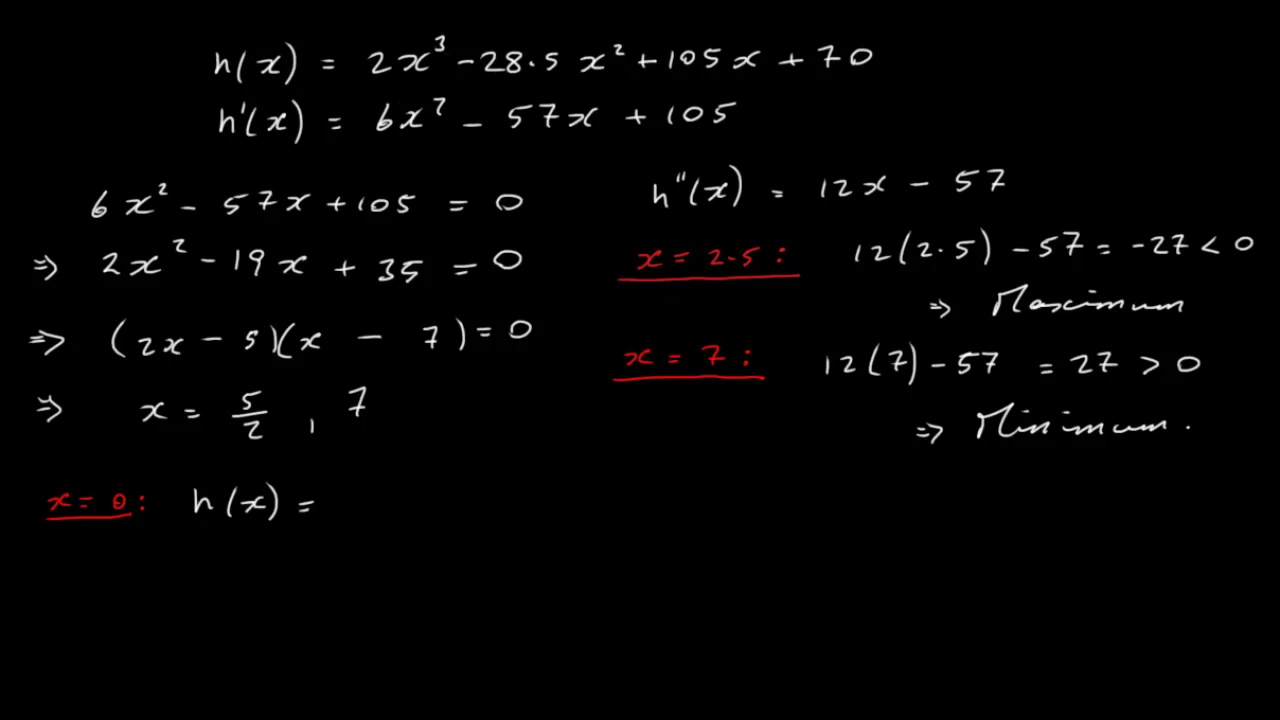 h(x) = 2x³ - 28.5x² + 105x + 70
h'(x) = 6x² - 57x + 105
6x² - 57x + 105 = 0
⇒ 2x² - 19x + 35 = 0
⇒ (2x - 5)(x - 7) = 0
⇒ x = 5/2 , 7
x = 0: h(x) =
h''(x) = 12x - 57
x = 2.5: 12(2.5) - 57 = -27 < 0
⇒ Maximum
x = 7: 12(7) - 57 = 27 > 0
⇒ Minimum.